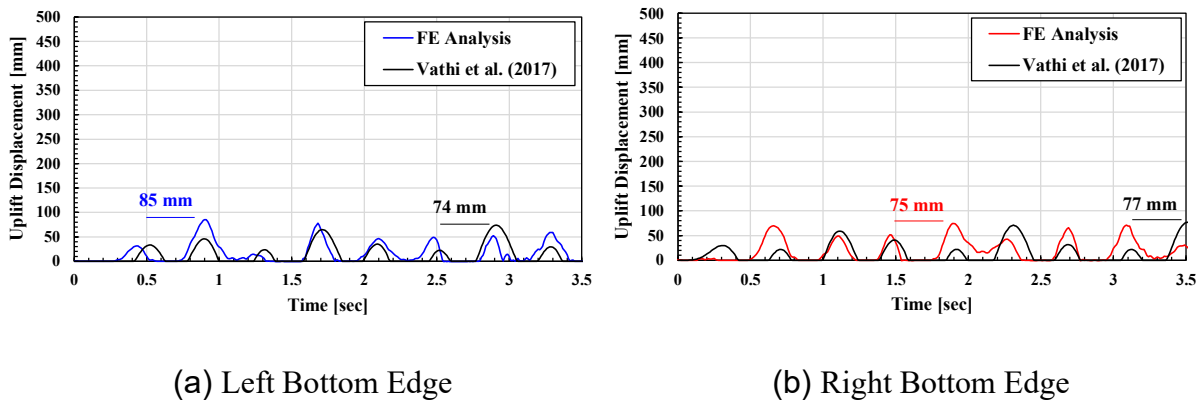 500
450
400
350
300
250
200
150
100
50
0
Uplift Displacement [mm]
FE Analysis
Vathi et al. (2017)
85 mm
74 mm
0 0.5 1 1.5 2 2.5 3 3.5
Time [sec]
(a) Left Bottom Edge
500
450
400
350
300
250
200
150
100
50
0
Uplift Displacement [mm]
FE Analysis
Vathi et al. (2017)
75 mm
77 mm
0 0.5 1 1.5 2 2.5 3 3.5
Time [sec]
(b) Right Bottom Edge